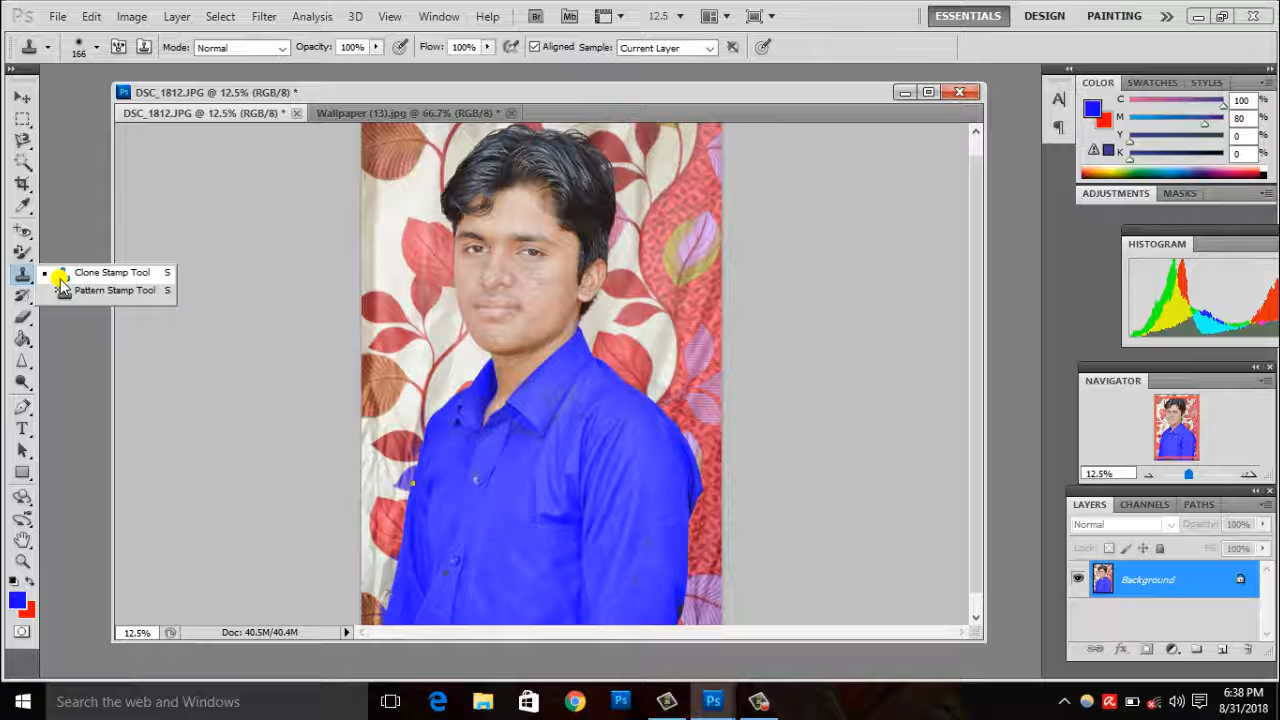 Ps File Edit Image Layer Select Filter Analysis 3D View Window Help Br Mb 12.5 ESSENTIALS DESIGN PAINTING
166 Mode: Normal Opacity: 100% Flow: 100% Aligned Sample: Current Layer
DSC_1812.JPG @ 12.5% (RGB/8) *
DSC_1812.JPG @ 12.5% (RGB/8) * Wallpaper (13).jpg @ 66.7% (RGB/8) *
Clone Stamp Tool S
Pattern Stamp Tool S
12.5% Doc: 40.5M/40.4M
COLOR SWATCHES STYLES
C 100 %
M 80 %
Y 0 %
K 0 %
ADJUSTMENTS MASKS
HISTOGRAM
NAVIGATOR
12.5%
LAYERS CHANNELS PATHS
Normal Opacity: 100%
Lock: Fill: 100%
Background
Search the web and Windows
6:38 PM
8/31/2018